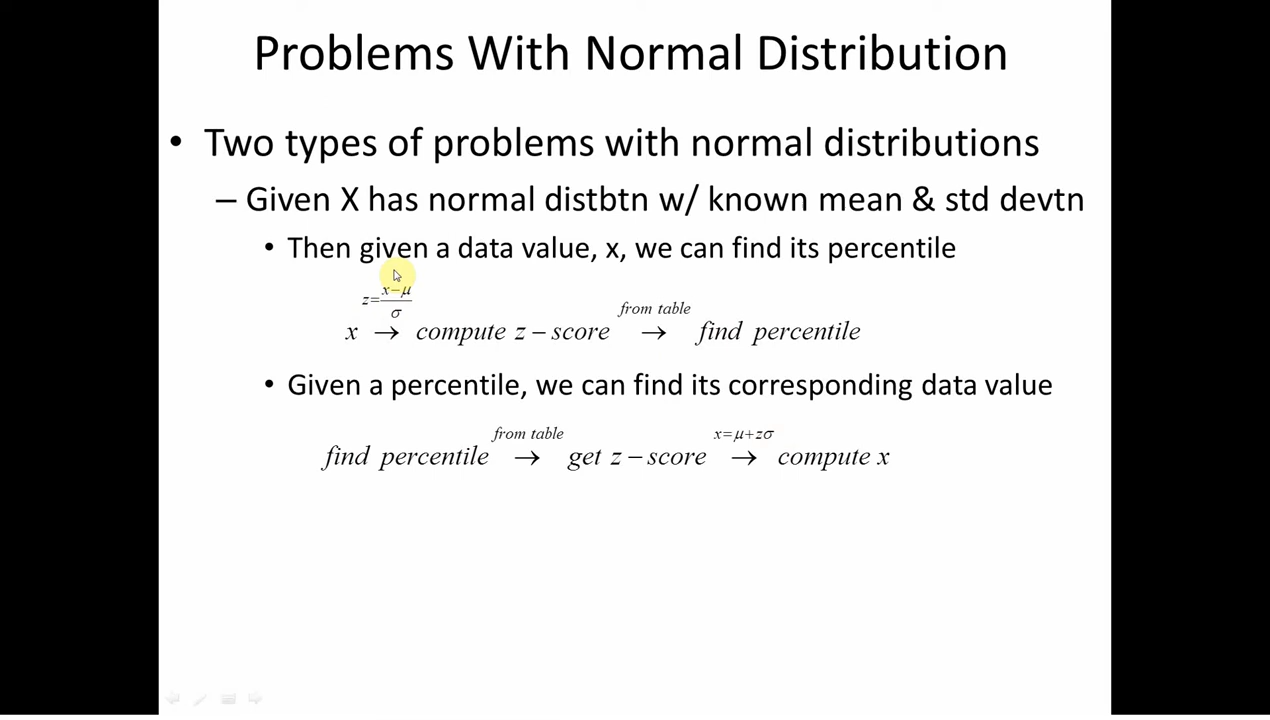 Problems With Normal Distribution
• Two types of problems with normal distributions
– Given X has normal distbtn w/ known mean & std devtn
• Then given a data value, x, we can find its percentile
z=(x−μ)/σ from table
x → compute z – score → find percentile
• Given a percentile, we can find its corresponding data value
from table x=μ+zσ
find percentile → get z – score → compute x